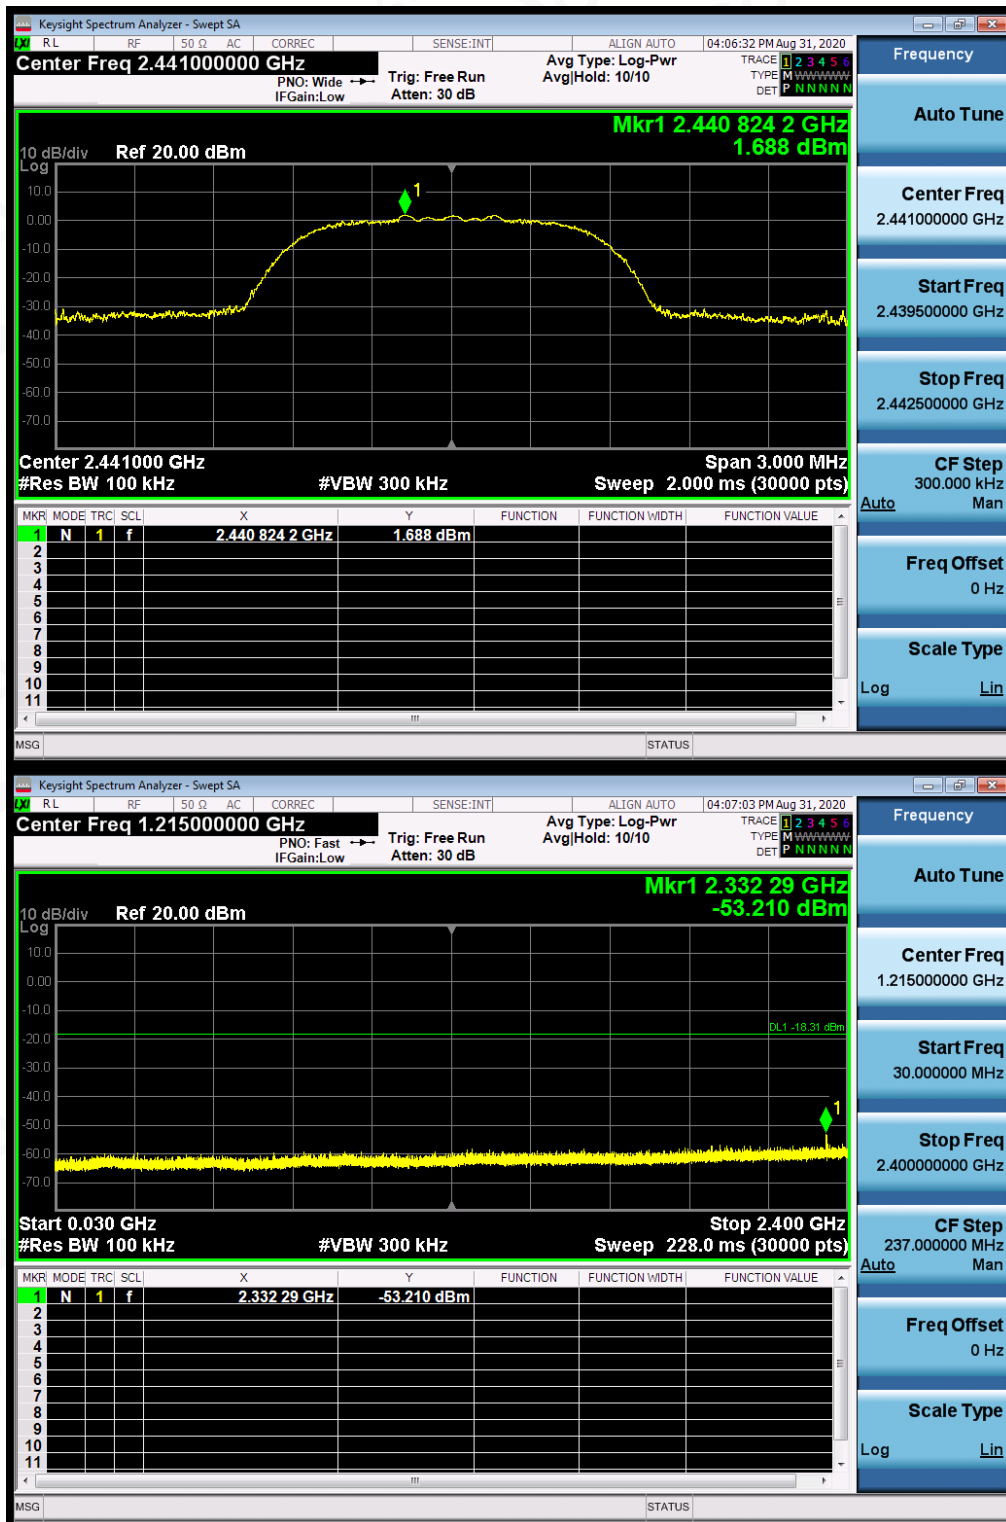 Keysight Spectrum Analyzer - Swept SA
LXI RL RF 50 Ω AC CORREC SENSE:INT ALIGN AUTO 04:06:32 PM Aug 31, 2020
Center Freq 2.441000000 GHz
PNO: Wide
IFGain:Low
Trig: Free Run
Atten: 30 dB
Avg Type: Log-Pwr
Avg|Hold: 10/10
TRACE 1 2 3 4 5 6
TYPE M WWWWW
DET P N N N N N
Mkr1 2.440 824 2 GHz
1.688 dBm
10 dB/div Ref 20.00 dBm
Log
10.0
1
0.00
-10.0
-20.0
-30.0
-40.0
-50.0
-60.0
-70.0
Center 2.441000 GHz Span 3.000 MHz
#Res BW 100 kHz #VBW 300 kHz Sweep 2.000 ms (30000 pts)
MKR MODE TRC SCL X Y FUNCTION FUNCTION WIDTH FUNCTION VALUE
1 N 1 f 2.440 824 2 GHz 1.688 dBm
2
3
4
5
6
7
8
9
10
11
MSG STATUS
Frequency
Auto Tune
Center Freq
2.441000000 GHz
Start Freq
2.439500000 GHz
Stop Freq
2.442500000 GHz
CF Step
300.000 kHz
Auto Man
Freq Offset
0 Hz
Scale Type
Log Lin
Keysight Spectrum Analyzer - Swept SA
LXI RL RF 50 Ω AC CORREC SENSE:INT ALIGN AUTO 04:07:03 PM Aug 31, 2020
Center Freq 1.215000000 GHz
PNO: Fast
IFGain:Low
Trig: Free Run
Atten: 30 dB
Avg Type: Log-Pwr
Avg|Hold: 10/10
TRACE 1 2 3 4 5 6
TYPE M WWWWW
DET P N N N N N
Mkr1 2.332 29 GHz
-53.210 dBm
10 dB/div Ref 20.00 dBm
Log
10.0
0.00
-10.0
DL1 -18.31 dBm
-20.0
-30.0
-40.0
1
-50.0
-60.0
-70.0
Start 0.030 GHz Stop 2.400 GHz
#Res BW 100 kHz #VBW 300 kHz Sweep 228.0 ms (30000 pts)
MKR MODE TRC SCL X Y FUNCTION FUNCTION WIDTH FUNCTION VALUE
1 N 1 f 2.332 29 GHz -53.210 dBm
2
3
4
5
6
7
8
9
10
11
MSG STATUS
Frequency
Auto Tune
Center Freq
1.215000000 GHz
Start Freq
30.000000 MHz
Stop Freq
2.400000000 GHz
CF Step
237.000000 MHz
Auto Man
Freq Offset
0 Hz
Scale Type
Log Lin